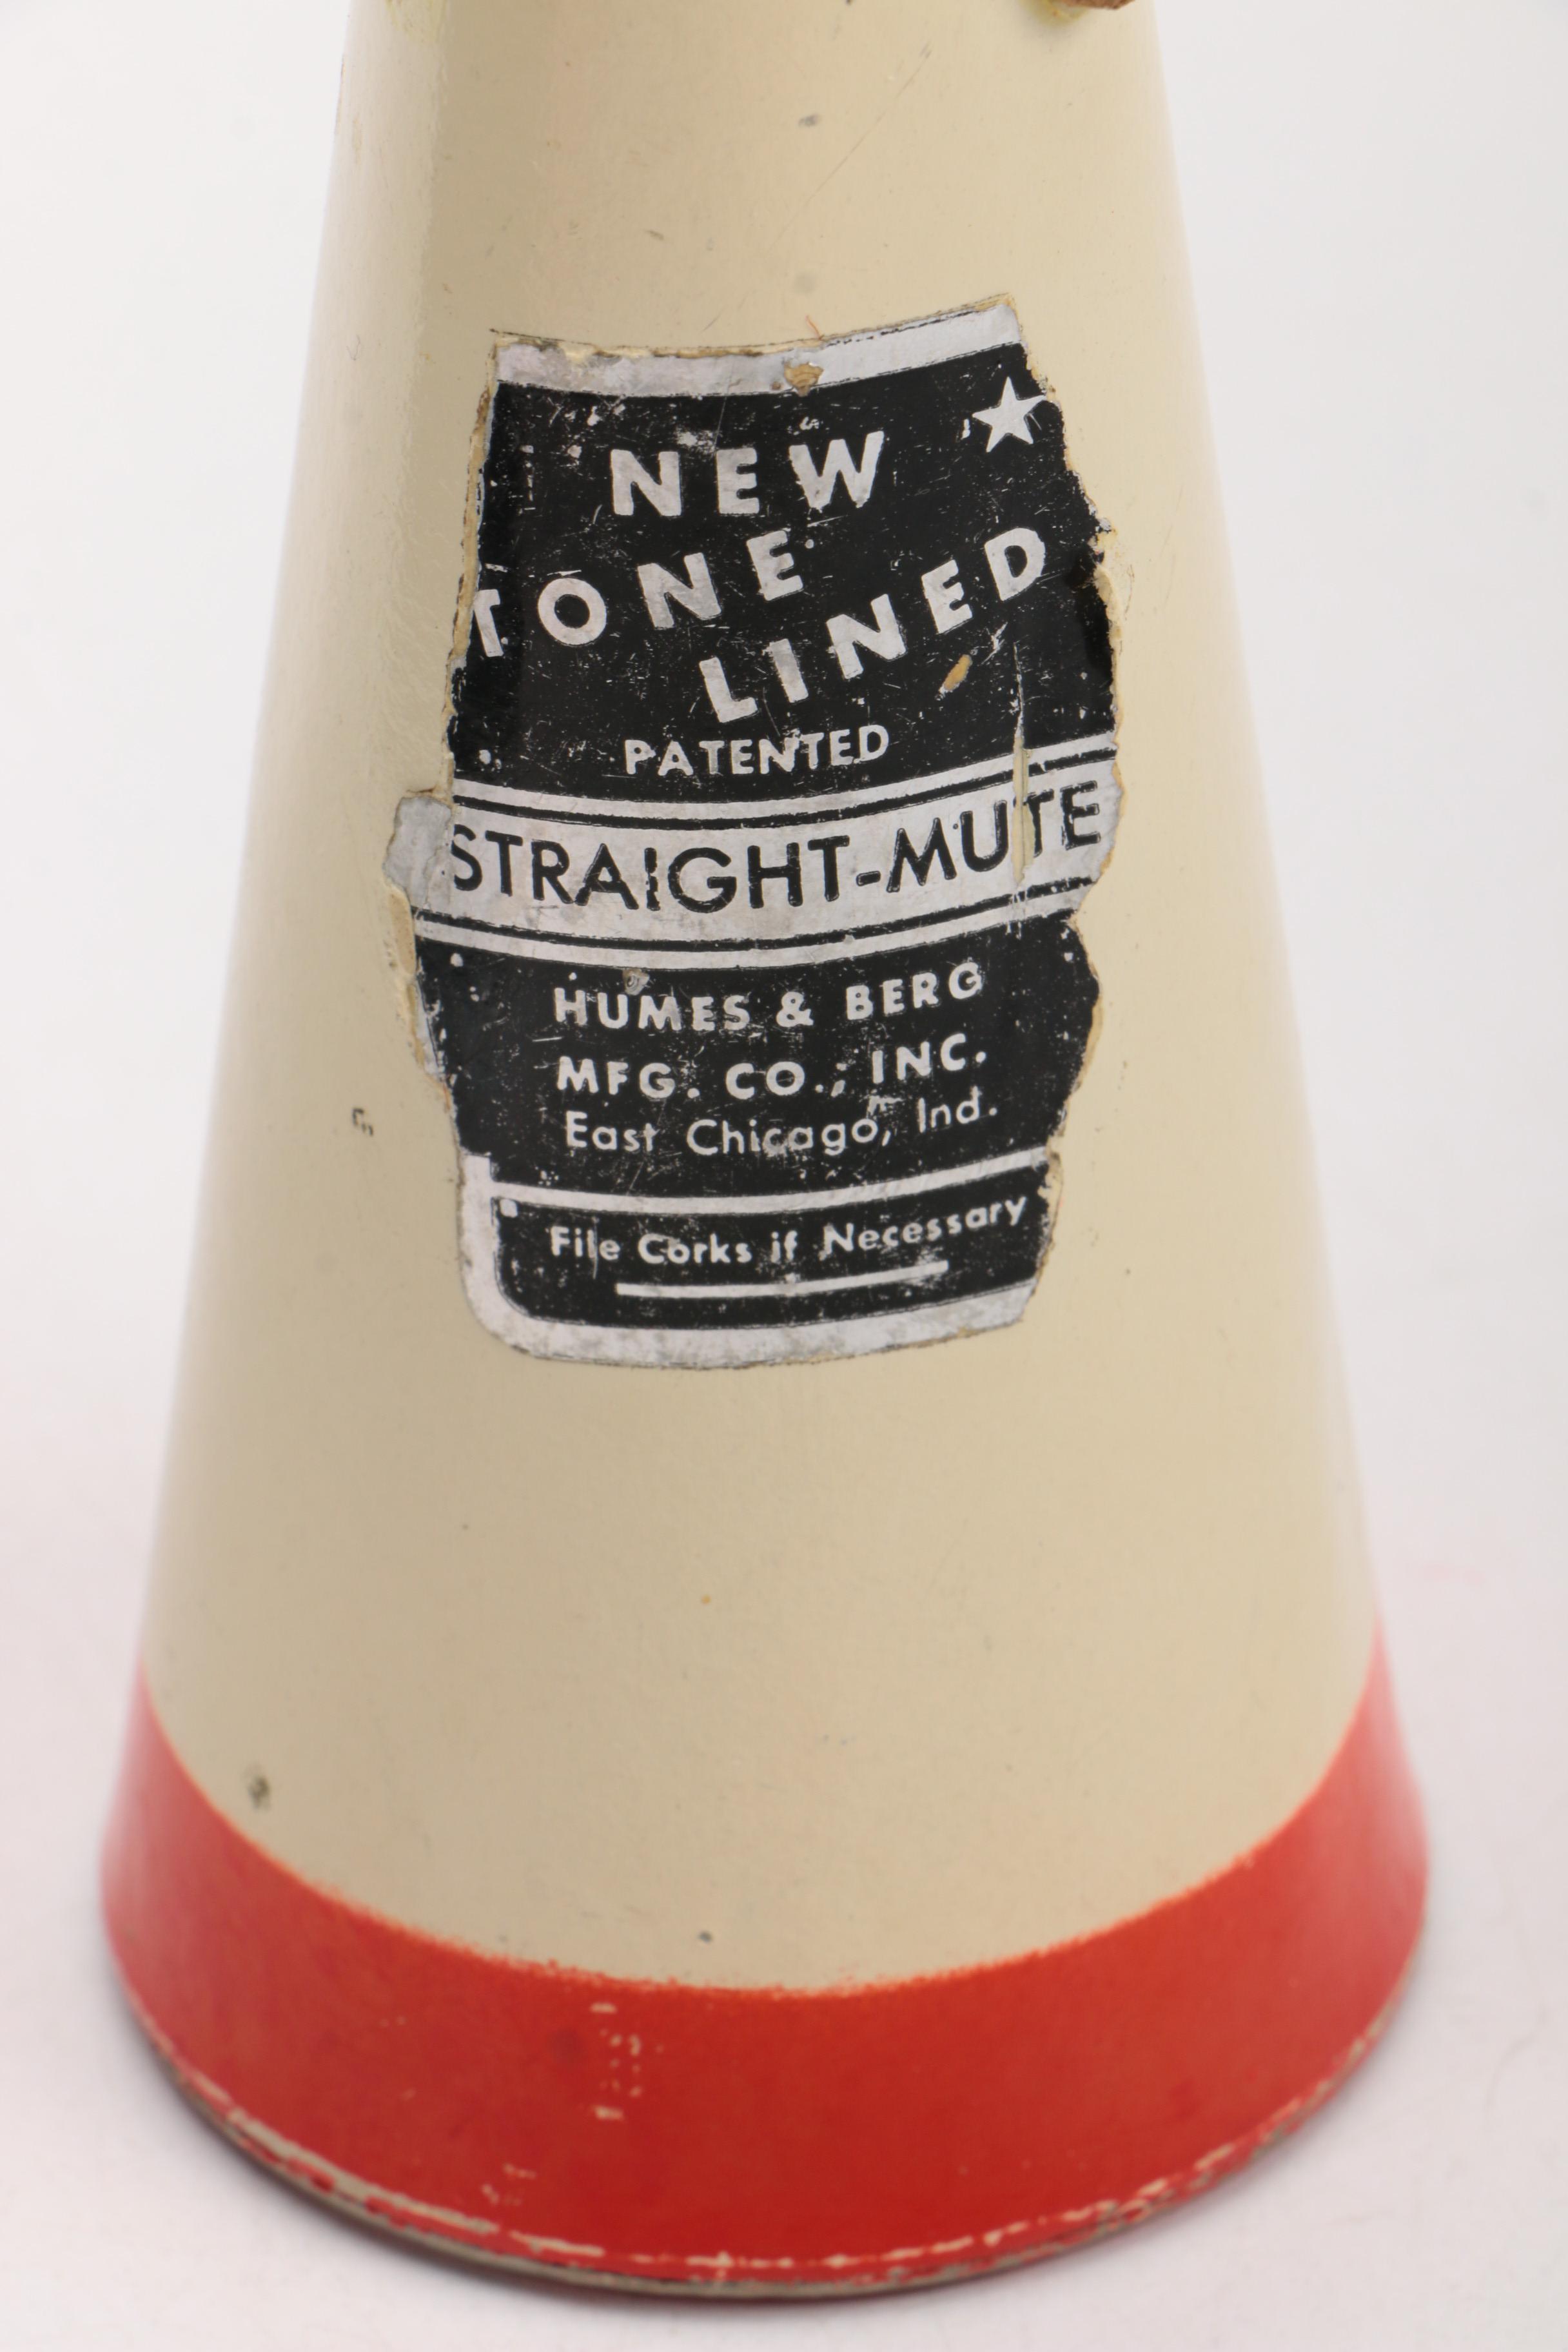 NEW
TONE
LINED
PATENTED
STRAIGHT-MUTE
HUMES & BERG
MFG. CO., INC.
East Chicago, Ind.
File Corks if Necessary